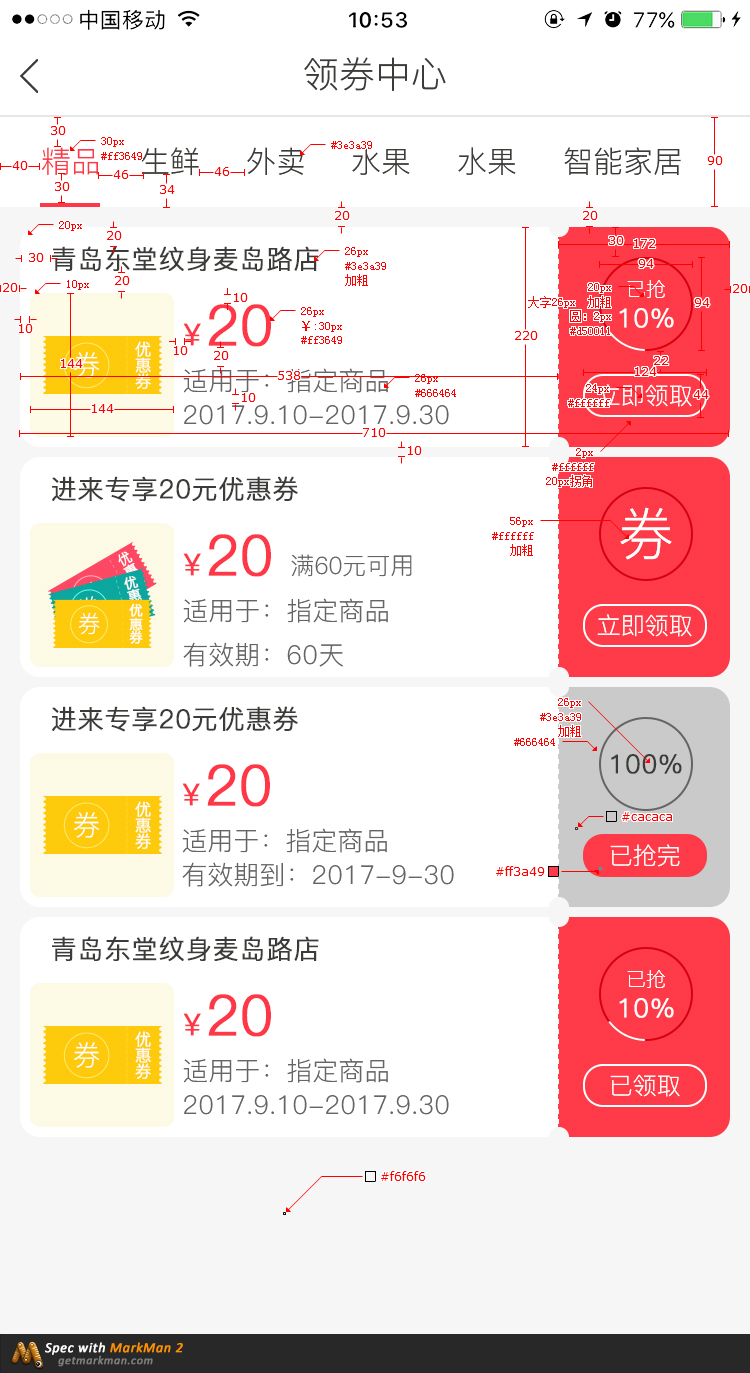 中国移动 10:53 77%
领券中心
30
30px
#ff3649
#3e3a39
精品 生鲜 外卖 水果 水果 智能家居
40 46 46 90
30 34
20 20
20px
20
30 172
青岛东堂纹身麦岛路店
26px
#3e3a39
加粗
30
94
20
20
10px
20
10
20px
已抢
大字26px 加粗
圆：2px
#d50011
10%
94
10
¥20
26px
¥:30px
#ff3649
220
10
144
优惠券
券
20
22
538
124
适用于：指定商品
26px
#666464
24px
#ffffff
立即领取
44
10
144
2017.9.10-2017.9.30
710
10
2px
#ffffff
20px拐角
进来专享20元优惠券
56px
#ffffff
加粗
券
¥20 满60元可用
优
优惠
券
优惠券
适用于：指定商品
立即领取
有效期：60天
进来专享20元优惠券
26px
#3e3a39
加粗
#666464
100%
¥20
券
优惠券
#cacaca
适用于：指定商品
已抢完
有效期到：2017-9-30
#ff3a49
青岛东堂纹身麦岛路店
已抢
10%
¥20
券
优惠券
适用于：指定商品
已领取
2017.9.10-2017.9.30
#f6f6f6
Spec with MarkMan 2
getmarkman.com